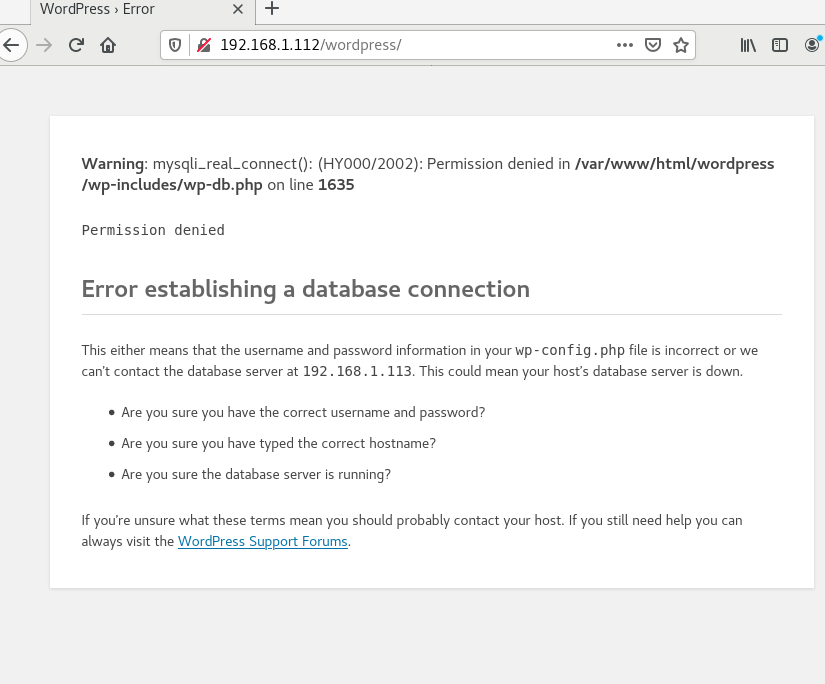 WordPress › Error
192.168.1.112/wordpress/
Warning: mysqli_real_connect(): (HY000/2002): Permission denied in /var/www/html/wordpress
/wp-includes/wp-db.php on line 1635
Permission denied
Error establishing a database connection
This either means that the username and password information in your wp-config.php file is incorrect or we
can’t contact the database server at 192.168.1.113. This could mean your host’s database server is down.
• Are you sure you have the correct username and password?
• Are you sure you have typed the correct hostname?
• Are you sure the database server is running?
If you’re unsure what these terms mean you should probably contact your host. If you still need help you can
always visit the WordPress Support Forums.